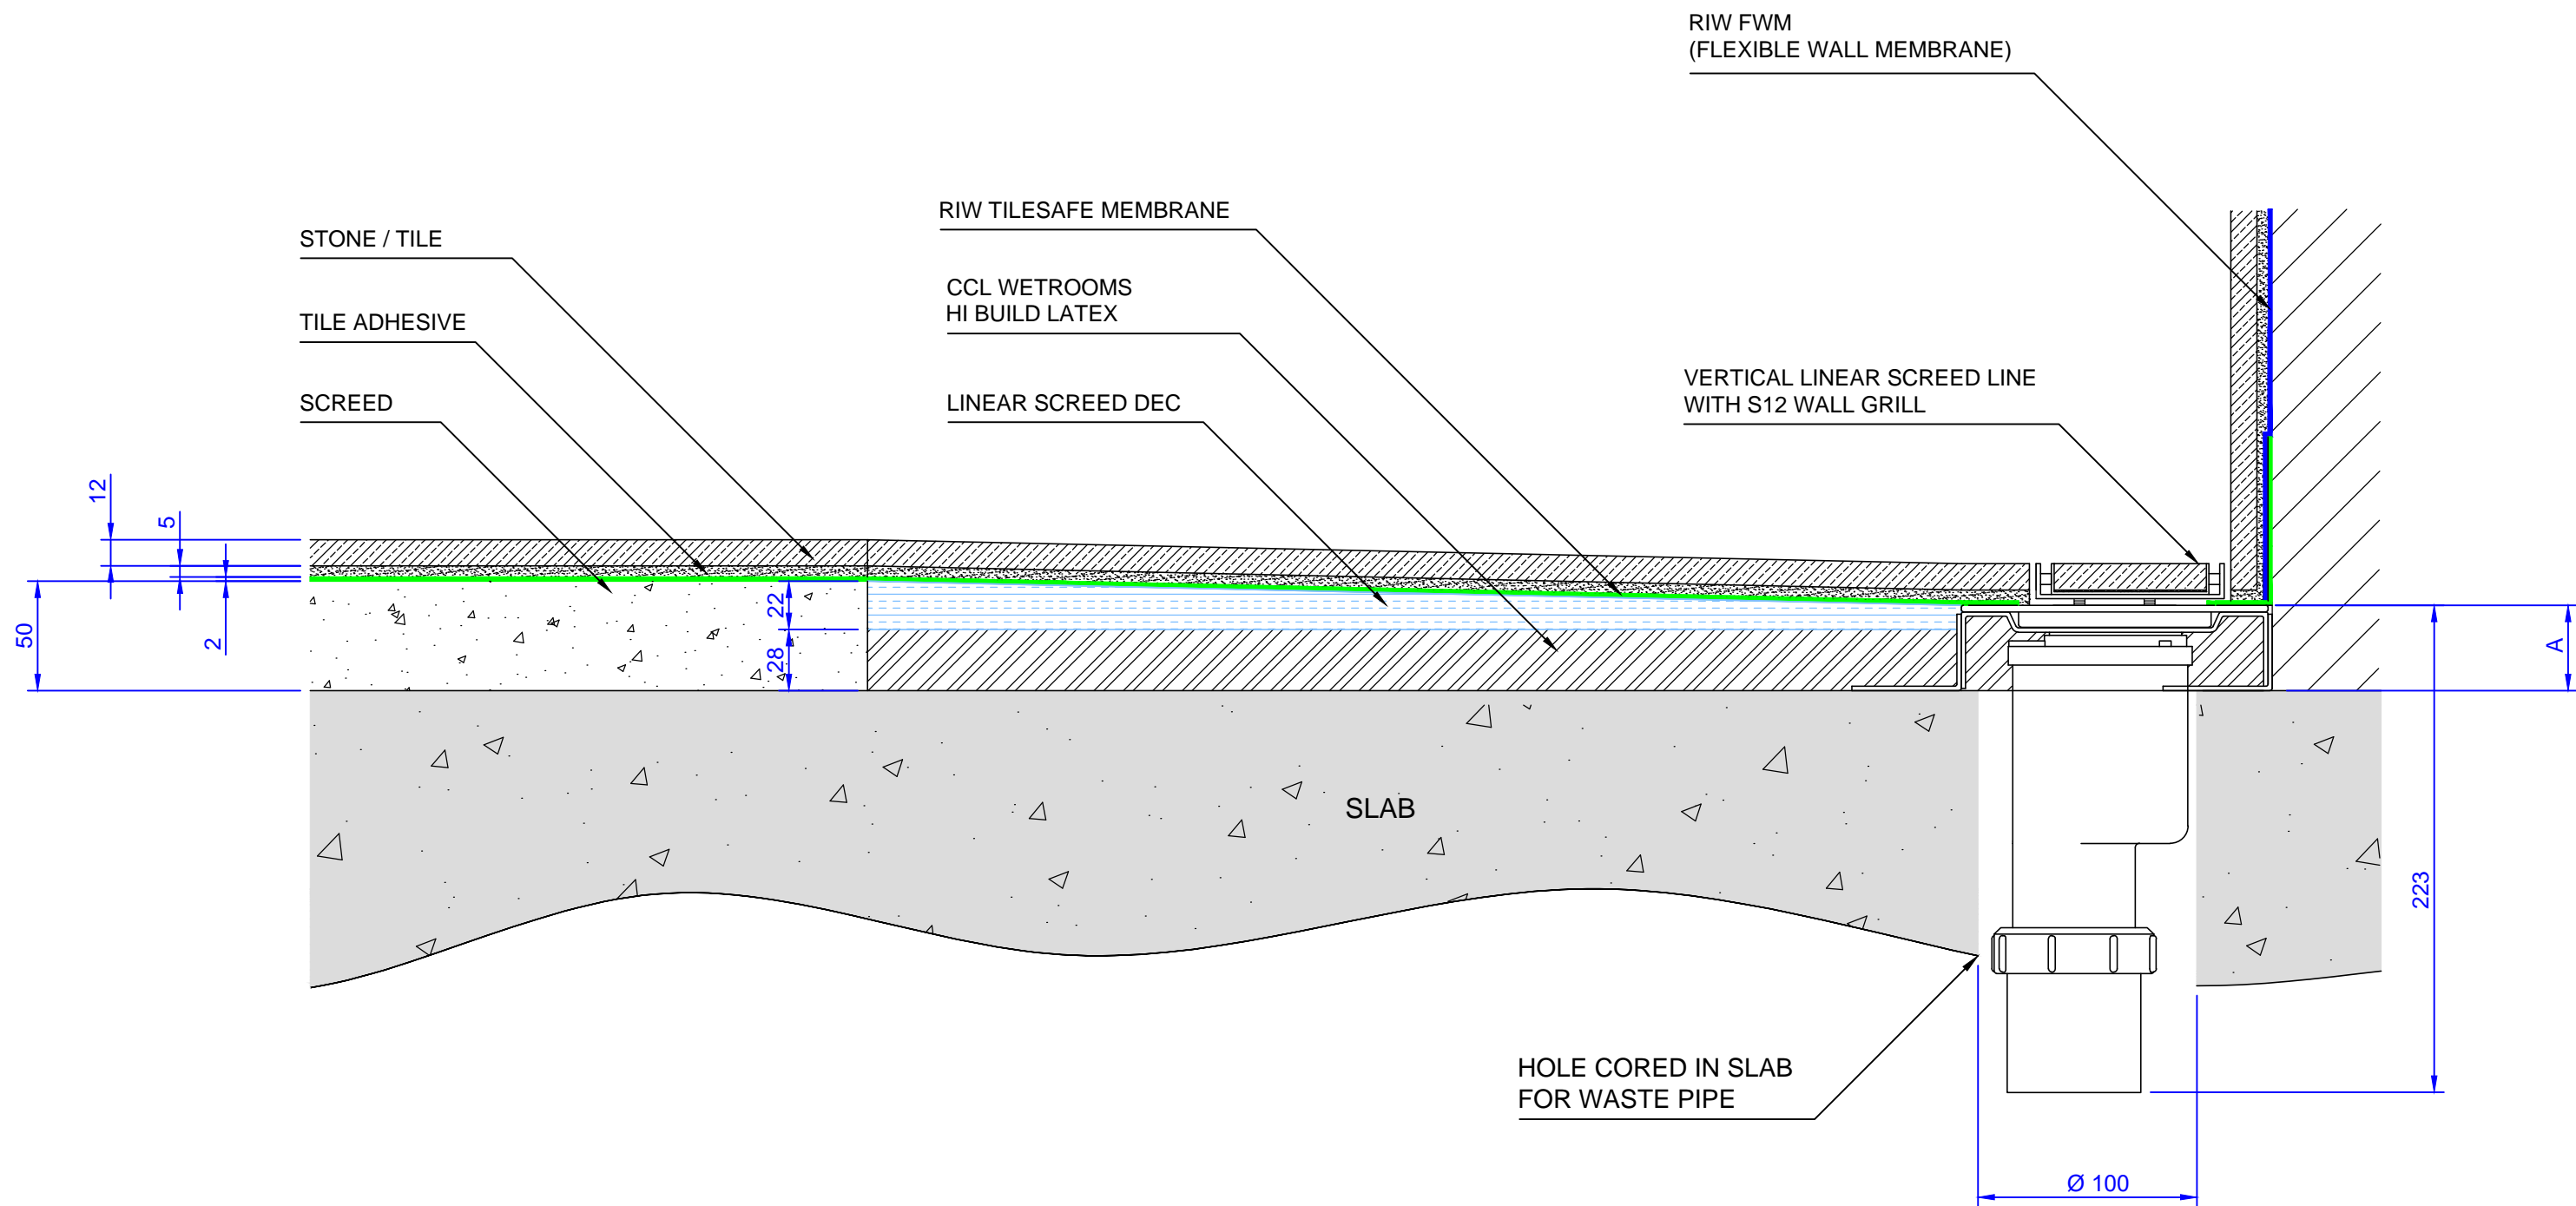 RIW FWM
(FLEXIBLE WALL MEMBRANE)
RIW TILESAFE MEMBRANE
STONE / TILE
CCL WETROOMS
HI BUILD LATEX
TILE ADHESIVE
VERTICAL LINEAR SCREED LINE
WITH S12 WALL GRILL
SCREED
LINEAR SCREED DEC
12
5
2
50
22
28
A
SLAB
223
HOLE CORED IN SLAB
FOR WASTE PIPE
Ø 100